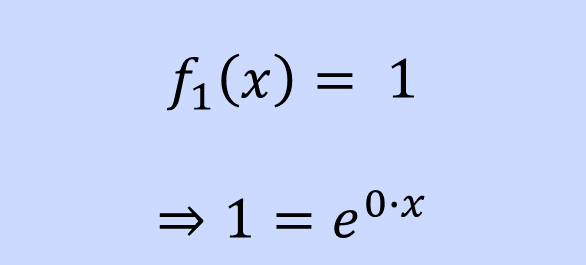 f₁(x) = 1
⇒ 1 = e^{0·x}